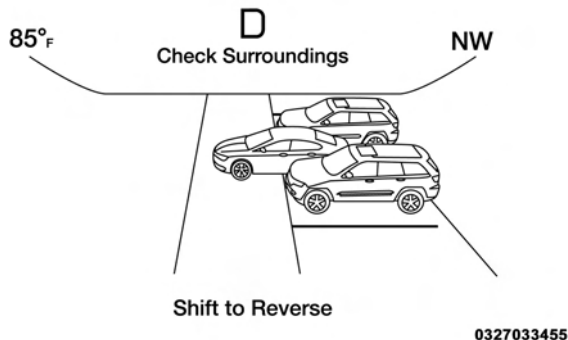 D
85°F
Check Surroundings
NW
Shift to Reverse
0327033455